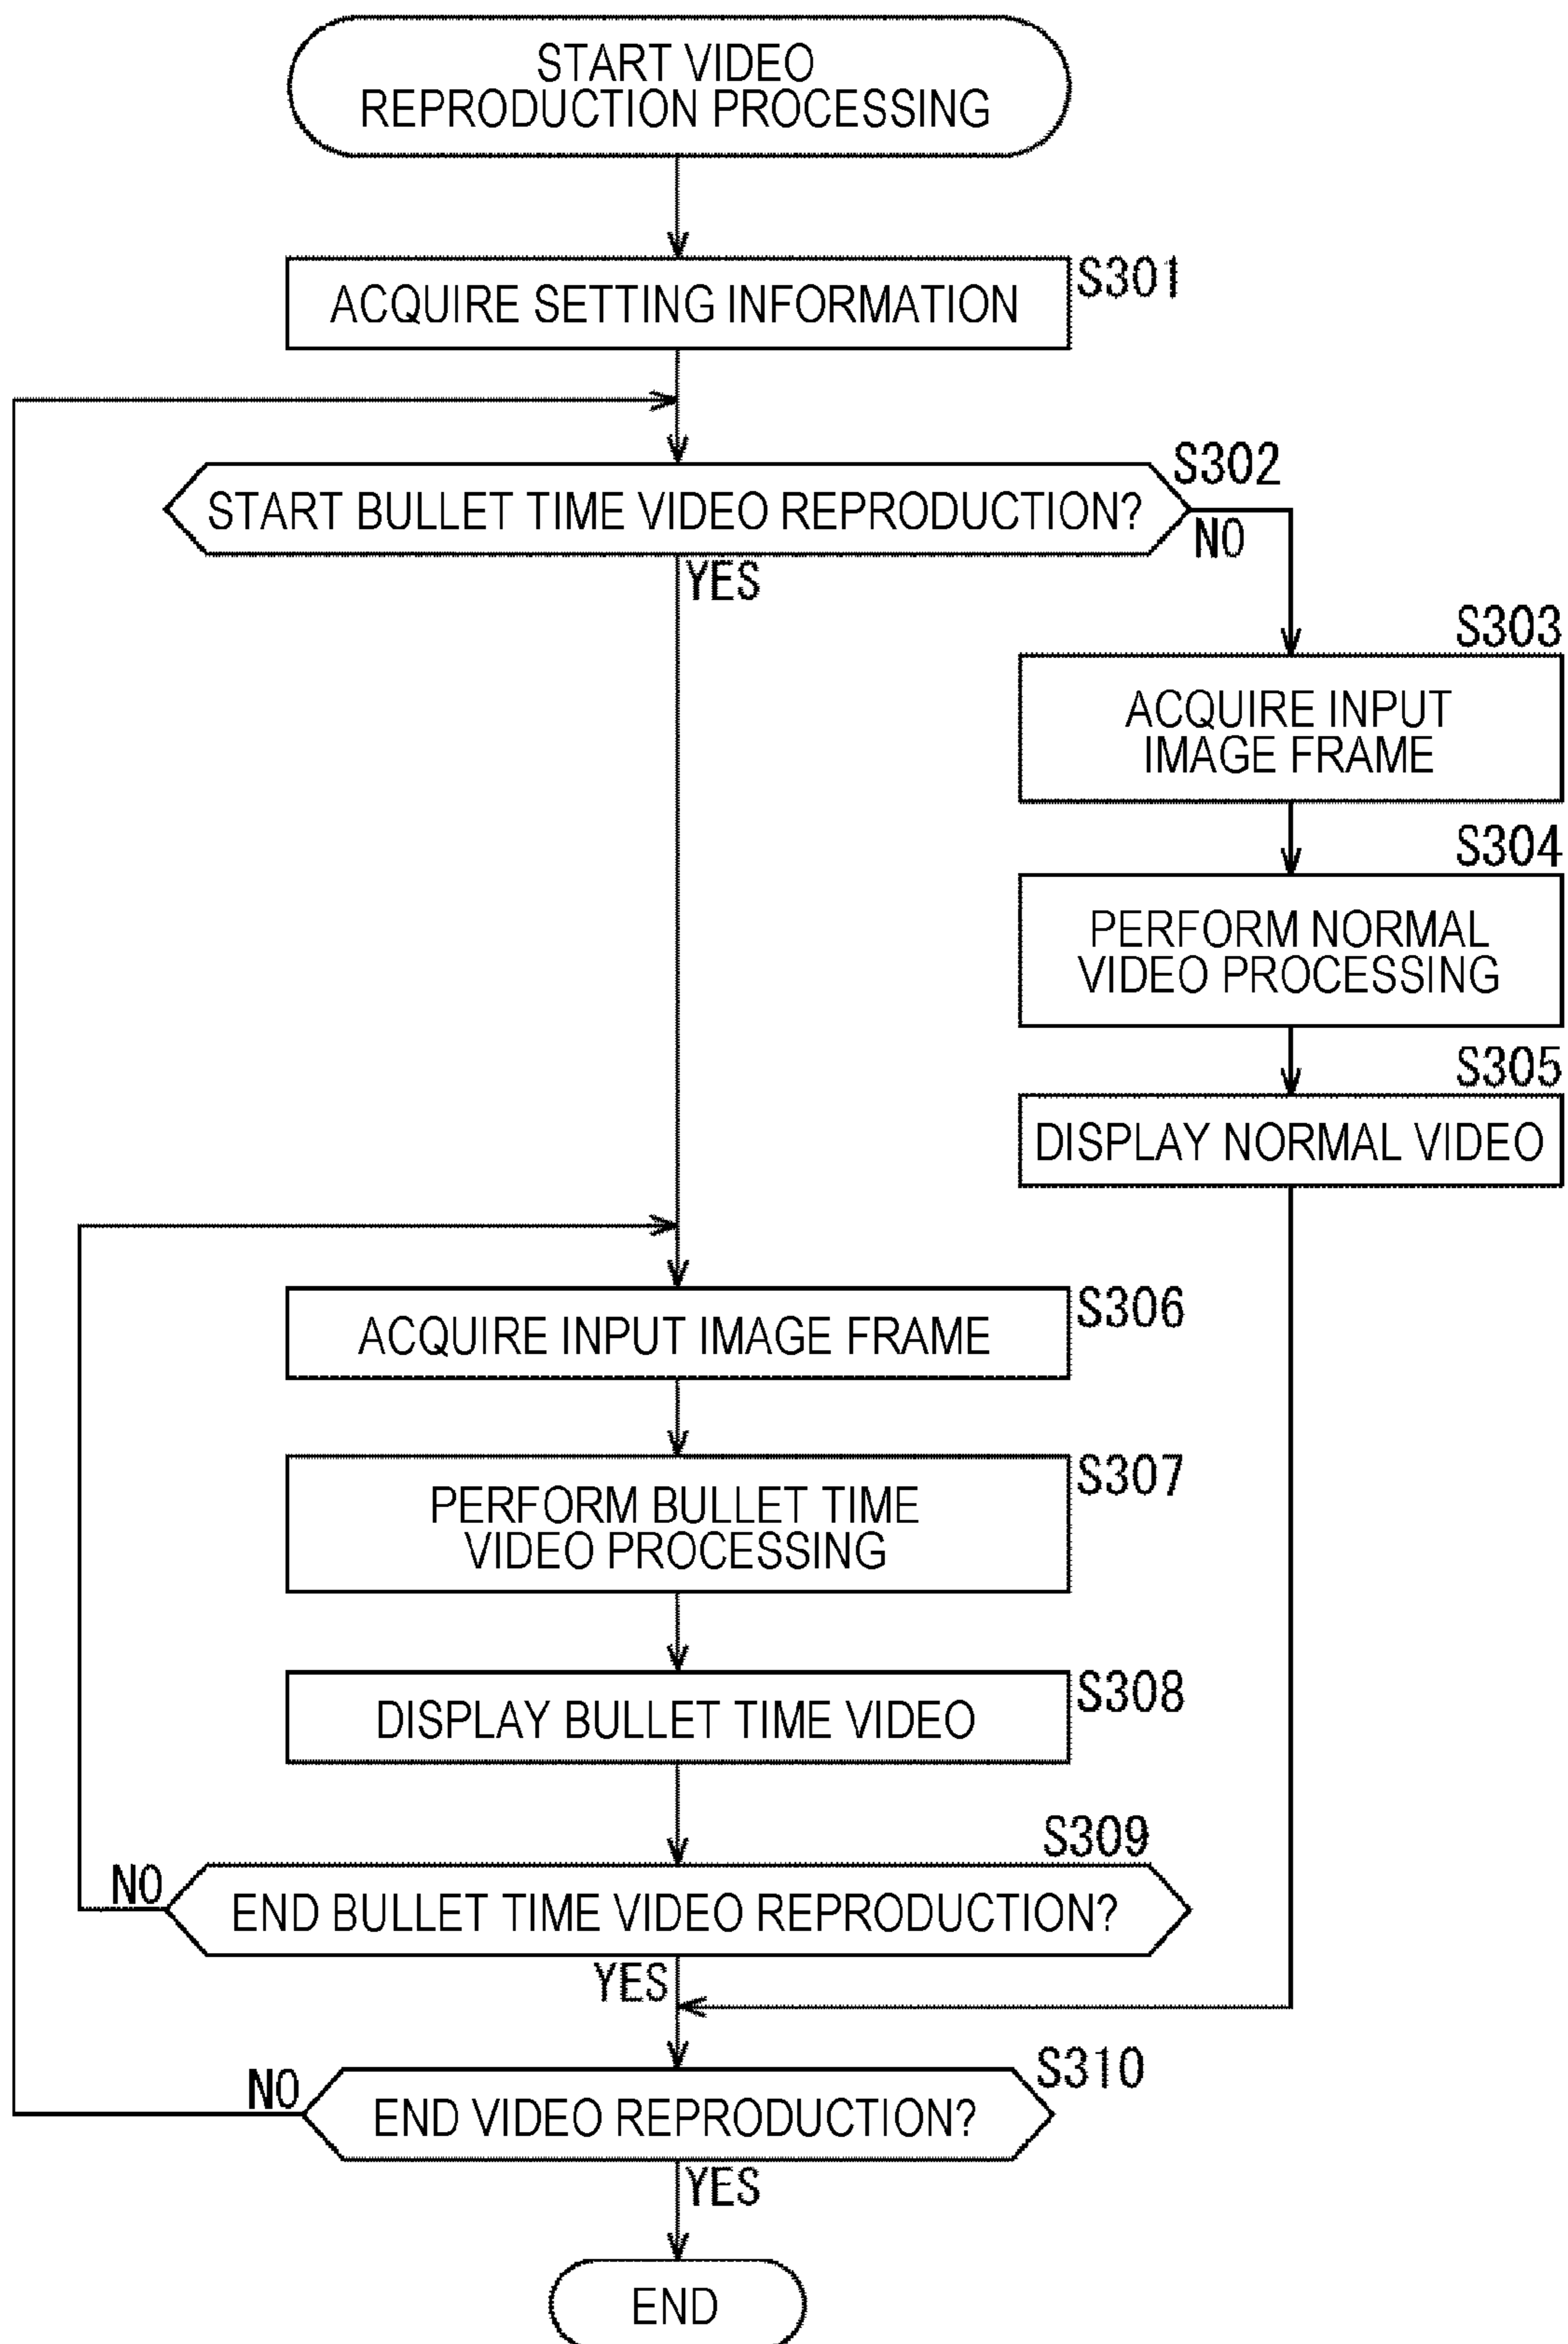 START VIDEO
REPRODUCTION PROCESSING
ACQUIRE SETTING INFORMATION
S301
START BULLET TIME VIDEO REPRODUCTION?
S302
NO
YES
S303
ACQUIRE INPUT
IMAGE FRAME
S304
PERFORM NORMAL
VIDEO PROCESSING
S305
DISPLAY NORMAL VIDEO
ACQUIRE INPUT IMAGE FRAME
S306
PERFORM BULLET TIME
VIDEO PROCESSING
S307
DISPLAY BULLET TIME VIDEO
S308
S309
NO
END BULLET TIME VIDEO REPRODUCTION?
YES
S310
NO
END VIDEO REPRODUCTION?
YES
END